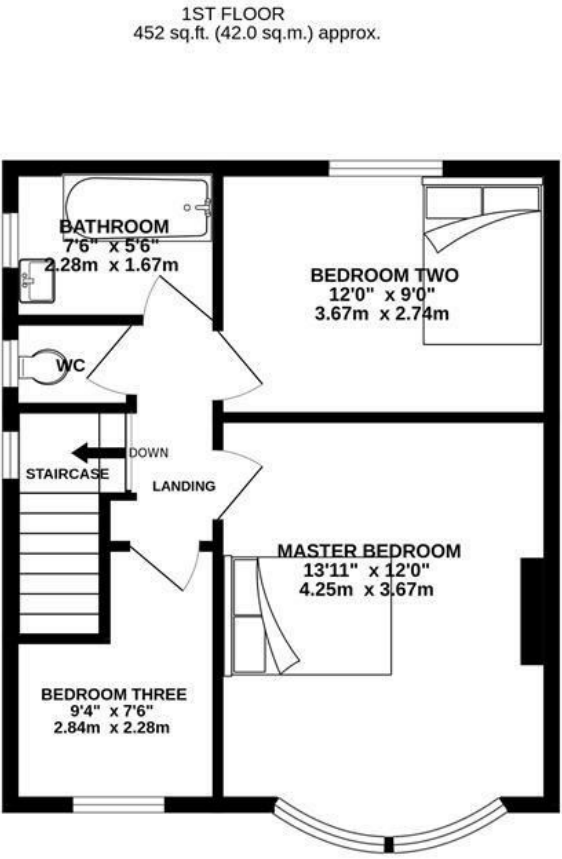 1ST FLOOR
452 sq.ft. (42.0 sq.m.) approx.
BATHROOM
7'6" x 5'6"
2.28m x 1.67m
BEDROOM TWO
12'0" x 9'0"
3.67m x 2.74m
WC
DOWN
STAIRCASE
LANDING
MASTER BEDROOM
13'11" x 12'0"
4.25m x 3.67m
BEDROOM THREE
9'4" x 7'6"
2.84m x 2.28m